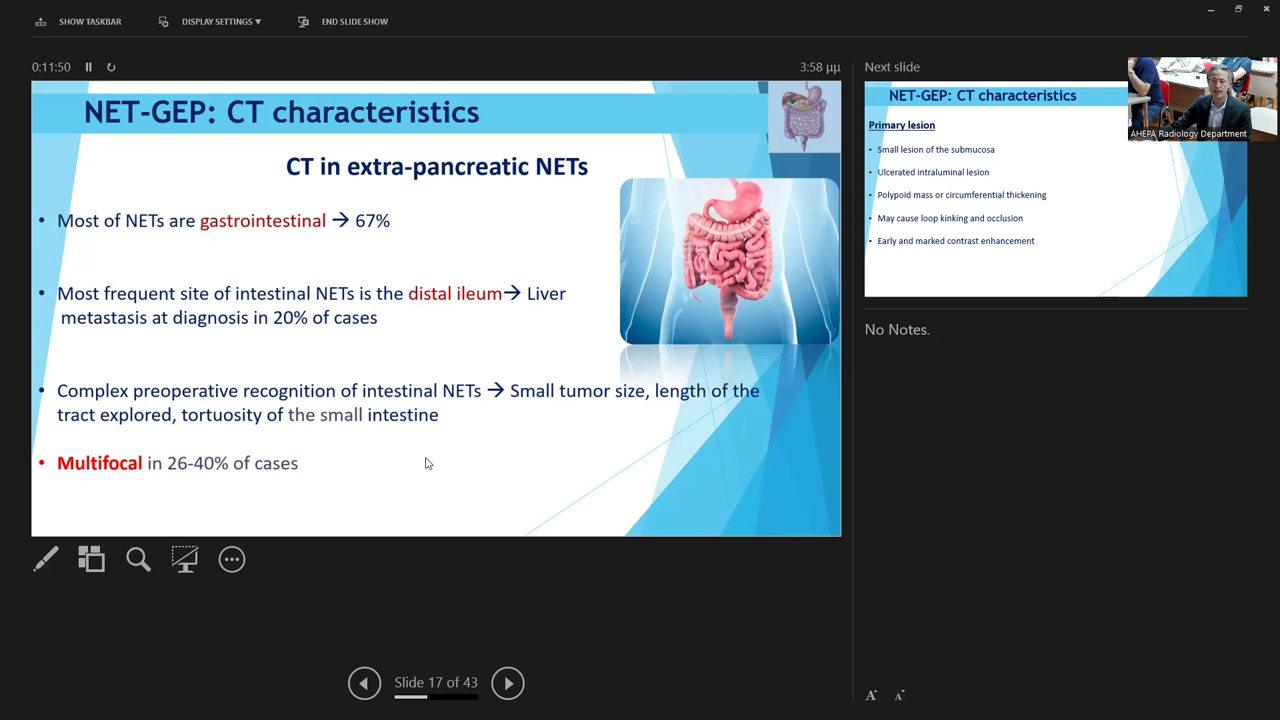 SHOW TASKBAR
DISPLAY SETTINGS ▼
END SLIDE SHOW
0:11:50
3:58 μμ
NET-GEP: CT characteristics
CT in extra-pancreatic NETs
• Most of NETs are gastrointestinal → 67%
• Most frequent site of intestinal NETs is the distal ileum→ Liver
metastasis at diagnosis in 20% of cases
• Complex preoperative recognition of intestinal NETs → Small tumor size, length of the
tract explored, tortuosity of the small intestine
• Multifocal in 26-40% of cases
Slide 17 of 43
Next slide
NET-GEP: CT characteristics
Primary lesion
• Small lesion of the submucosa
• Ulcerated intraluminal lesion
• Polypoid mass or circumferential thickening
• May cause loop kinking and occlusion
• Early and marked contrast enhancement
AHEPA Radiology Department
No Notes.
A A